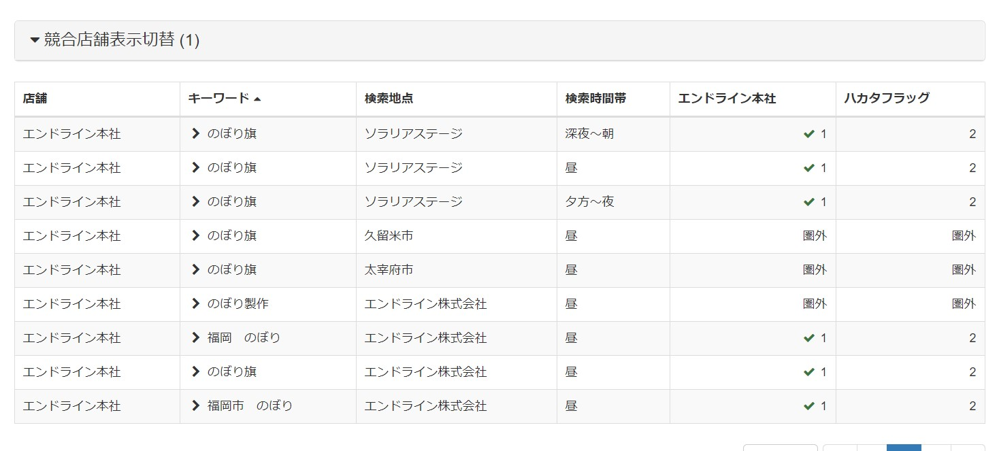 競合店舗表示切替 (1)
店舗 キーワード 検索地点 検索時間帯 エンドライン本社 ハカタフラッグ
エンドライン本社 のぼり旗 ソラリアステージ 深夜～朝 1 2
エンドライン本社 のぼり旗 ソラリアステージ 昼 1 2
エンドライン本社 のぼり旗 ソラリアステージ 夕方～夜 1 2
エンドライン本社 のぼり旗 久留米市 昼 圏外 圏外
エンドライン本社 のぼり旗 太宰府市 昼 圏外 圏外
エンドライン本社 のぼり製作 エンドライン株式会社 昼 圏外 圏外
エンドライン本社 福岡　のぼり エンドライン株式会社 昼 1 2
エンドライン本社 のぼり旗 エンドライン株式会社 昼 1 2
エンドライン本社 福岡市　のぼり エンドライン株式会社 昼 1 2